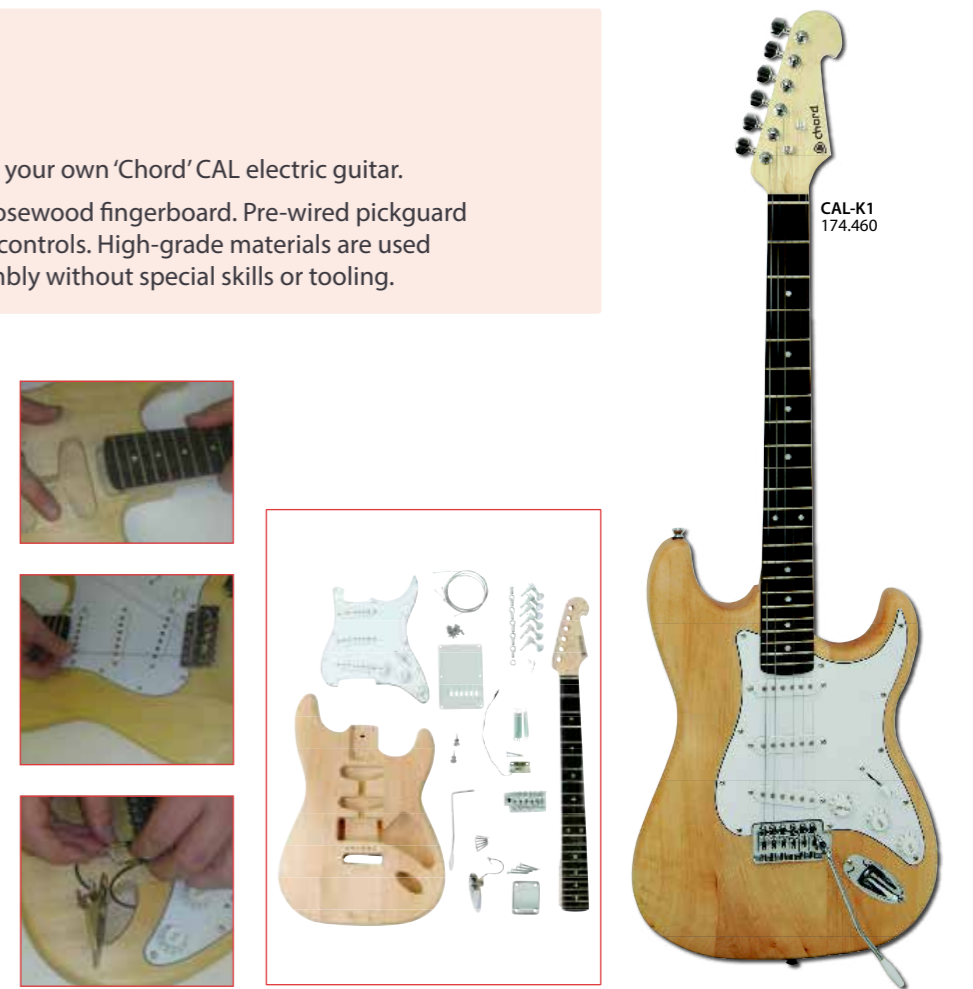 your own ‘Chord’ CAL electric guitar.
osewood fingerboard. Pre-wired pickguard
controls. High-grade materials are used
mbly without special skills or tooling.
chord
CAL-K1
174.460